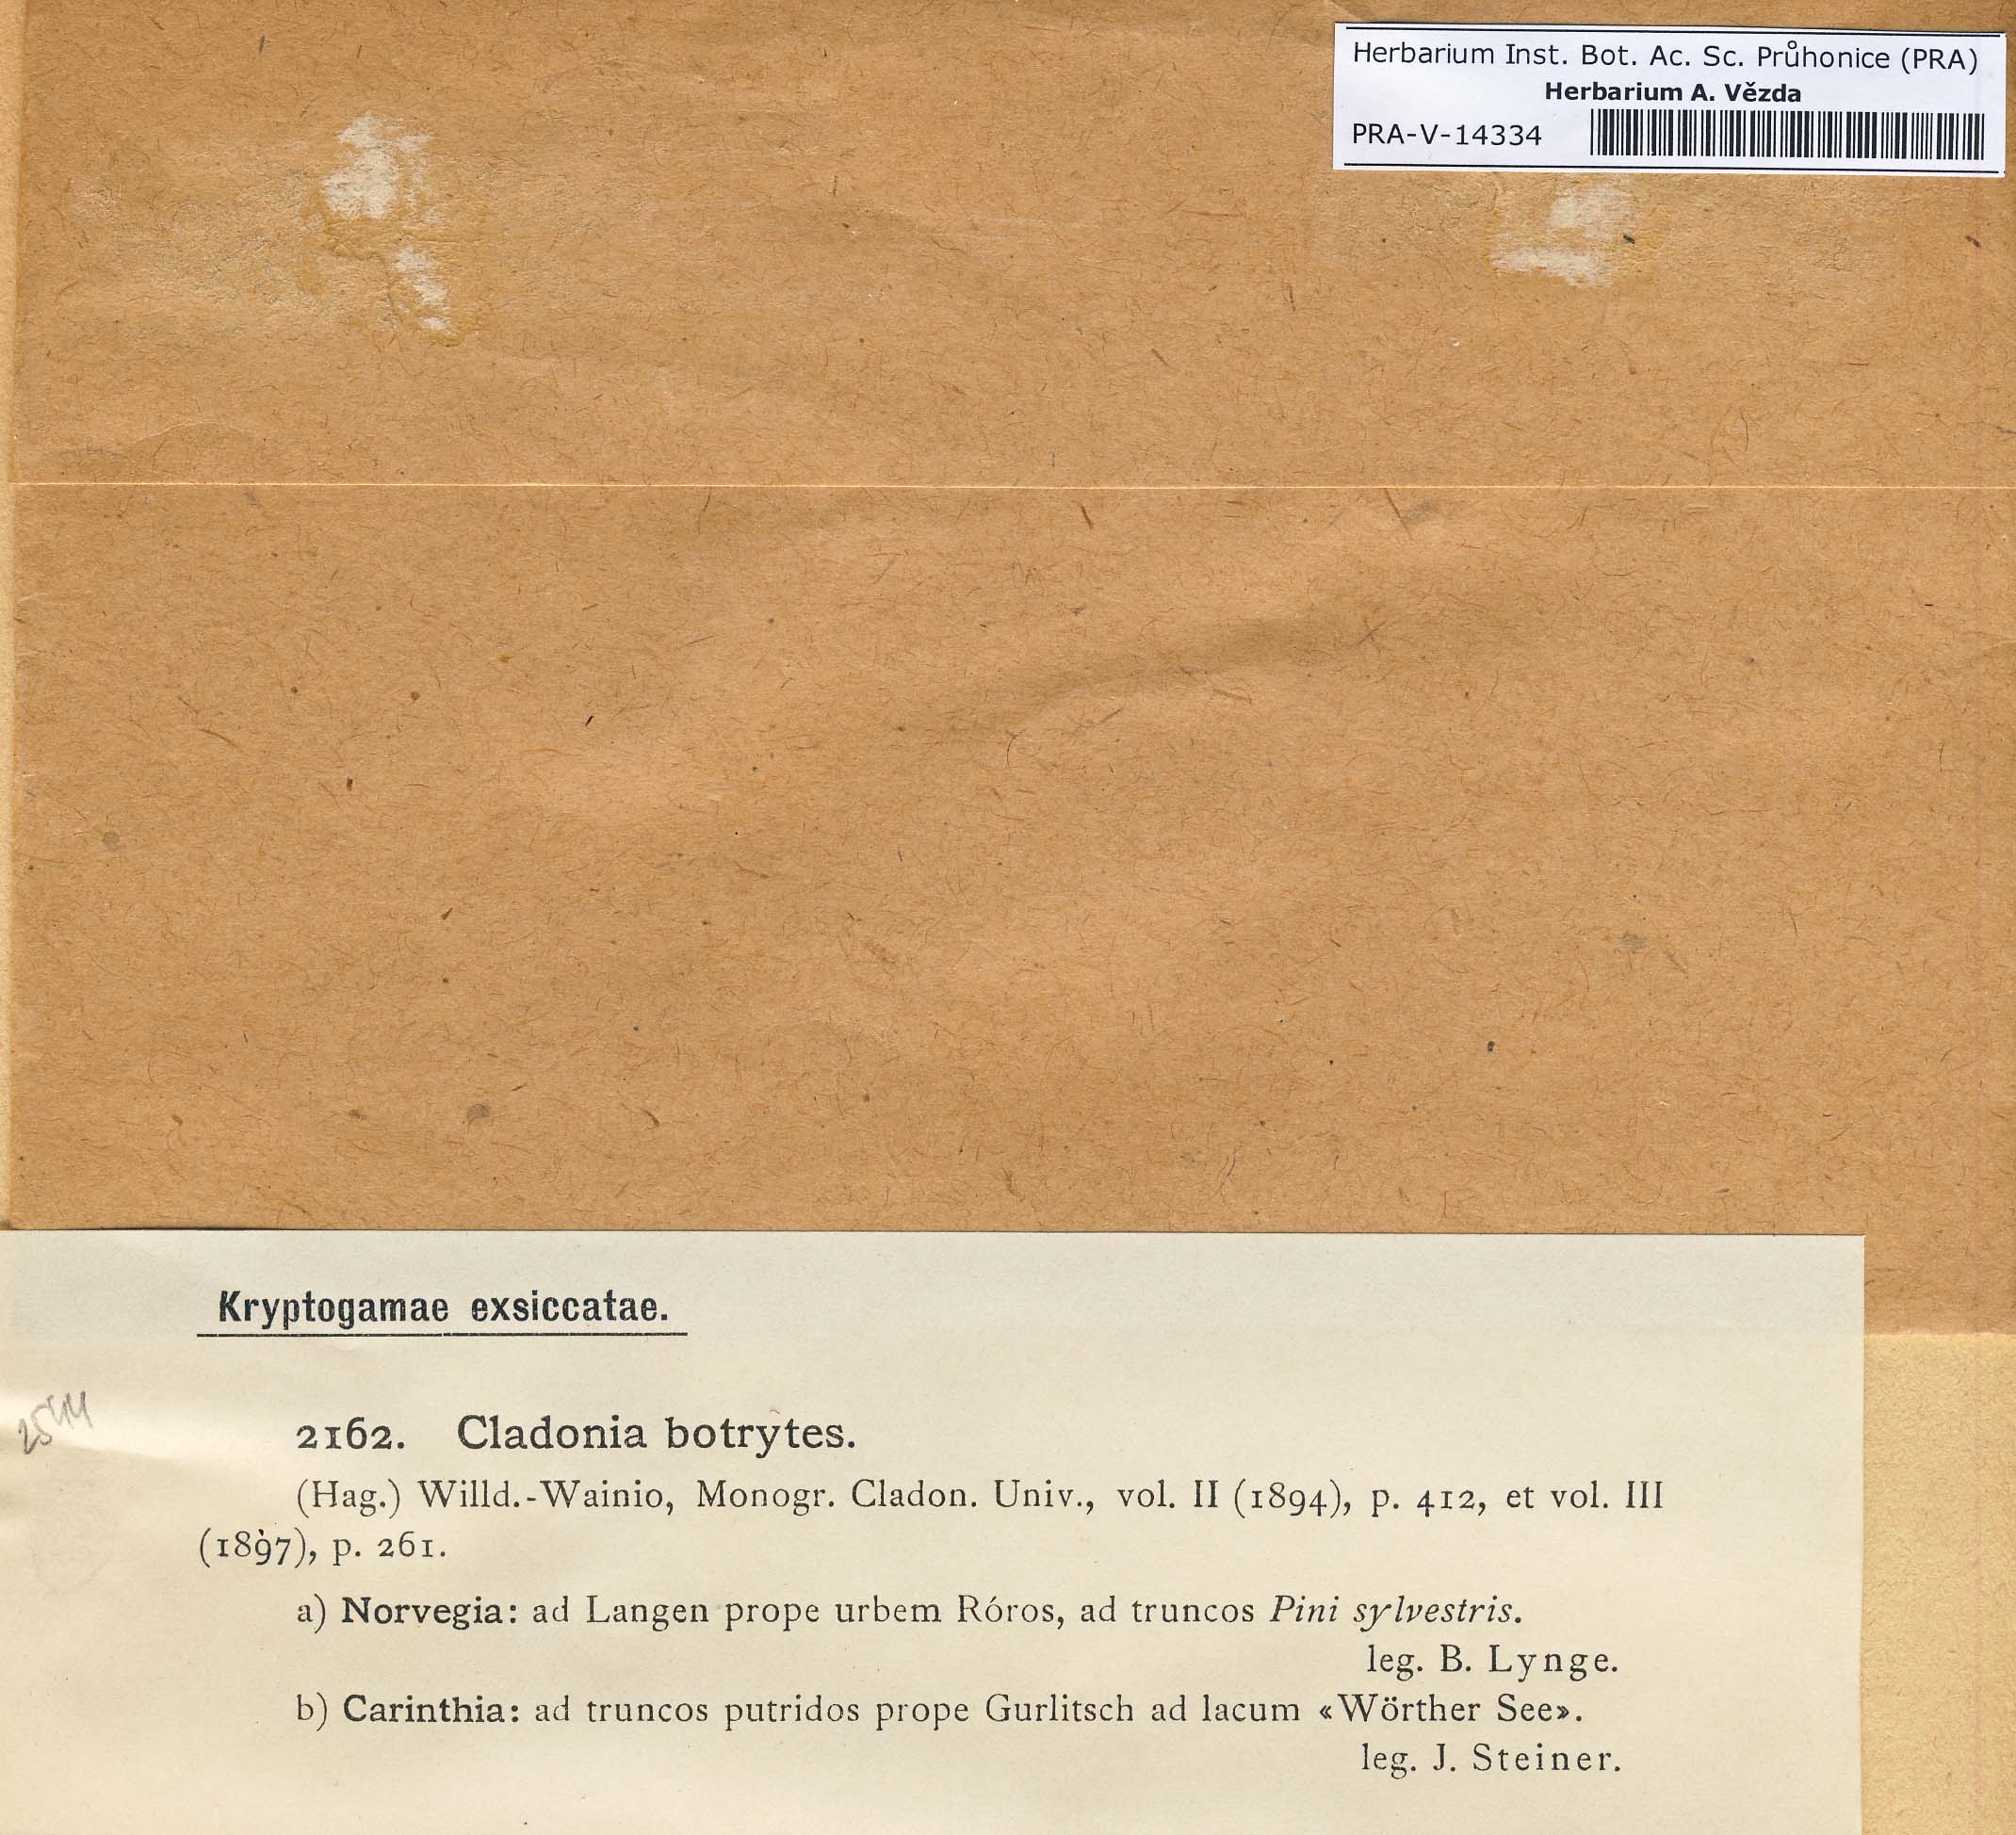 Herbarium Inst. Bot. Ac. Sc. Průhonice (PRA)
Herbarium A. Vězda
PRA-V-14334
Kryptogamae exsiccatae.
2544
2162. Cladonia botrytes.
(Hag.) Willd.-Wainio, Monogr. Cladon. Univ., vol. II (1894), p. 412, et vol. III
(1897), p. 261.
a) Norvegia: ad Langen prope urbem Róros, ad truncos Pini sylvestris.
leg. B. Lynge.
b) Carinthia: ad truncos putridos prope Gurlitsch ad lacum «Wörther See».
leg. J. Steiner.